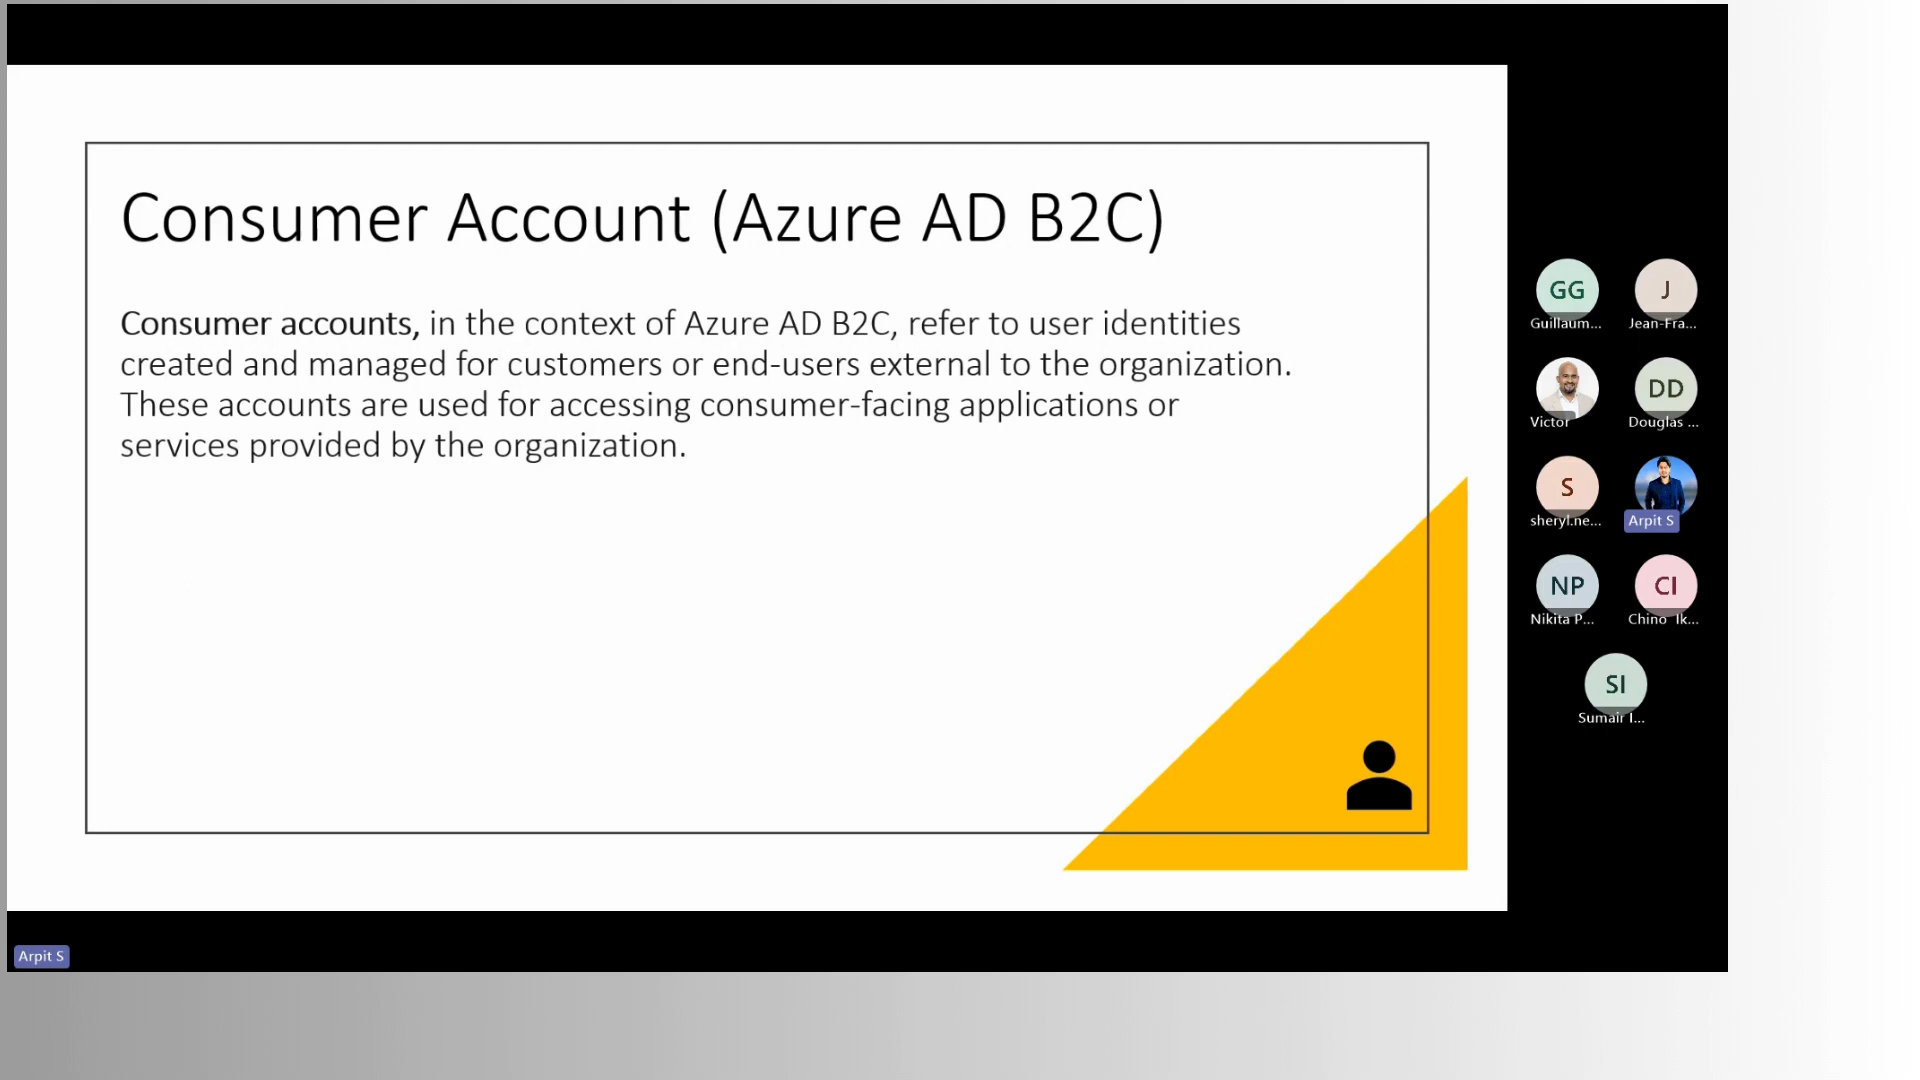 Consumer Account (Azure AD B2C)
Consumer accounts, in the context of Azure AD B2C, refer to user identities
created and managed for customers or end-users external to the organization.
These accounts are used for accessing consumer-facing applications or
services provided by the organization.
GG
J
Guillaum...
Jean-Fra...
DD
Victor
Douglas ...
S
sheryl.ne...
Arpit S
NP
CI
Nikita P...
Chino Ik...
SI
Sumair I...
Arpit S